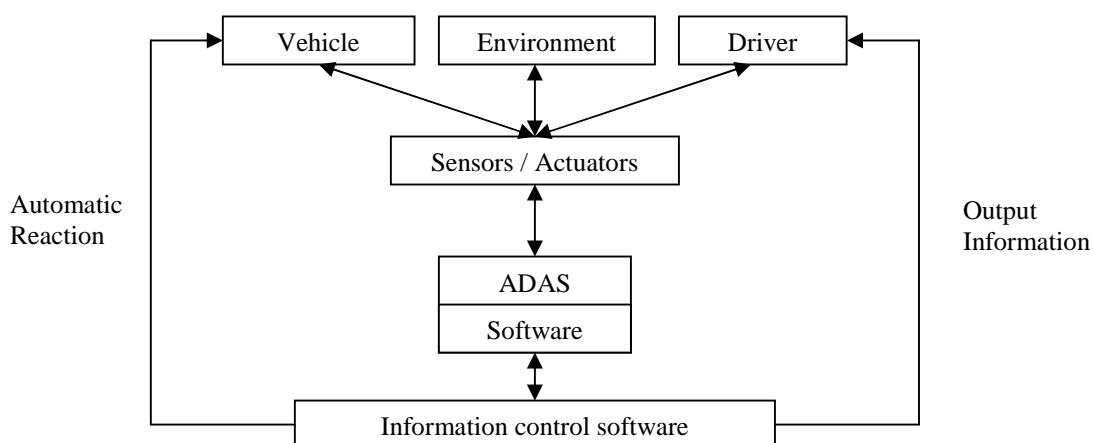 Vehicle
Environment
Driver
Sensors / Actuators
Automatic
Reaction
Output
Information
ADAS
Software
Information control software